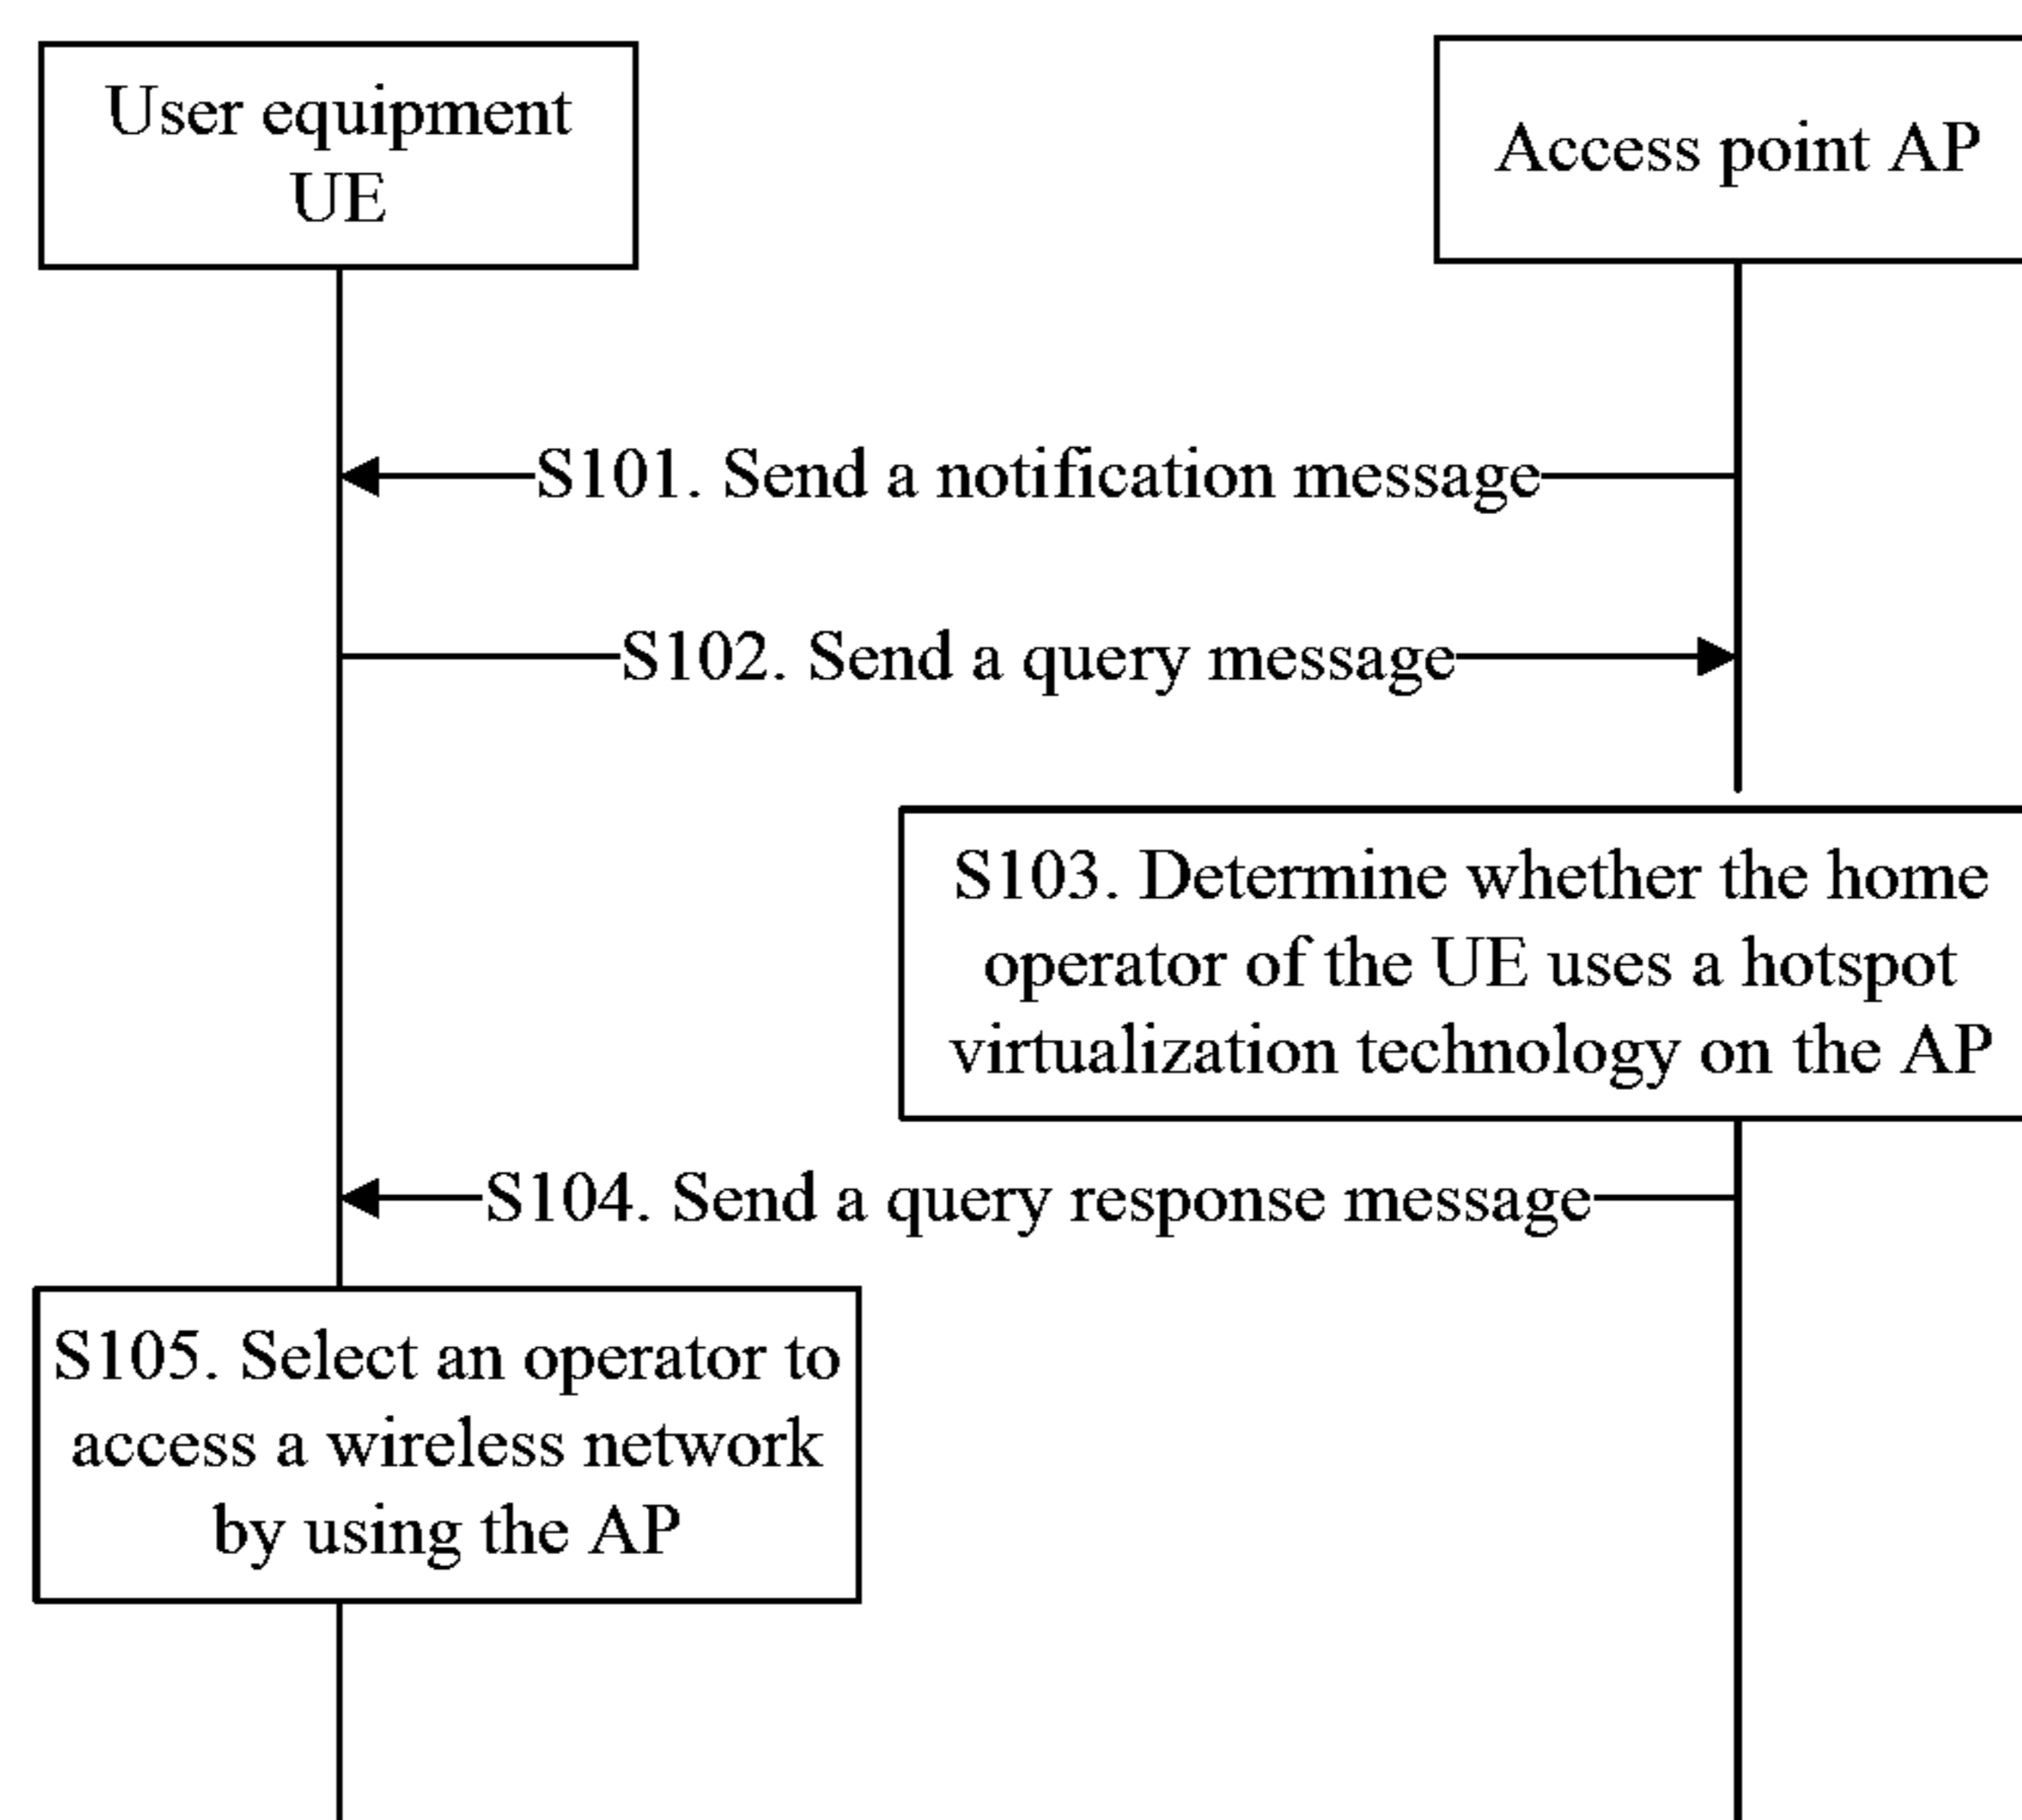 User equipment
UE
Access point AP
S101. Send a notification message
S102. Send a query message
S103. Determine whether the home
operator of the UE uses a hotspot
virtualization technology on the AP
S104. Send a query response message
S105. Select an operator to
access a wireless network
by using the AP